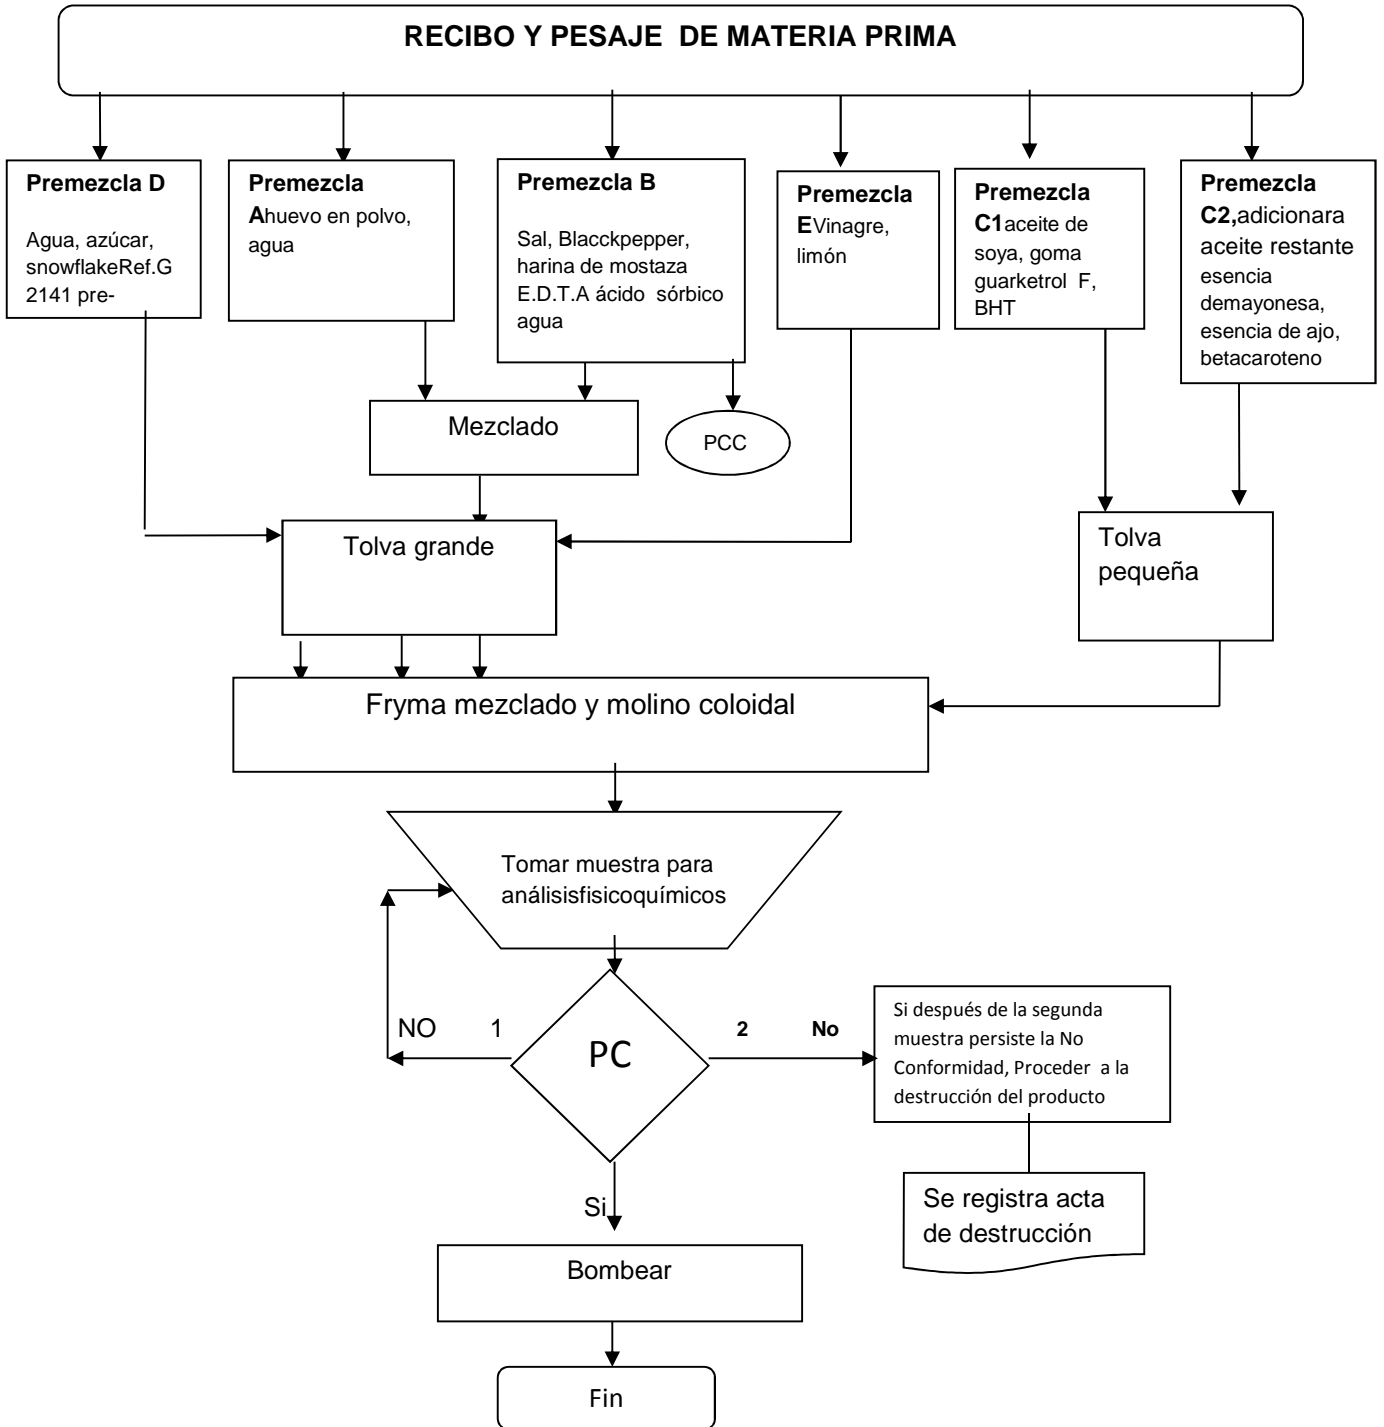 RECIBO Y PESAJE  DE MATERIA PRIMA
Premezcla D
Agua, azúcar,
snowflakeRef.G
2141 pre-
Premezcla
Ahuevo en polvo,
agua
Premezcla B
Sal, Blacckpepper,
harina de mostaza
E.D.T.A ácido  sórbico
agua
Premezcla
EVinagre,
limón
Premezcla
C1aceite de
soya, goma
guarketrol  F,
BHT
Premezcla
C2,adicionara
aceite restante
esencia
demayonesa,
esencia de ajo,
betacaroteno
Mezclado
PCC
Tolva grande
Tolva
pequeña
Fryma mezclado y molino coloidal
Tomar muestra para
análisisfisicoquímicos
NO 1
PC
2 No
Si después de la segunda
muestra persiste la No
Conformidad, Proceder  a la
destrucción del producto
Se registra acta
de destrucción
Si
Bombear
Fin